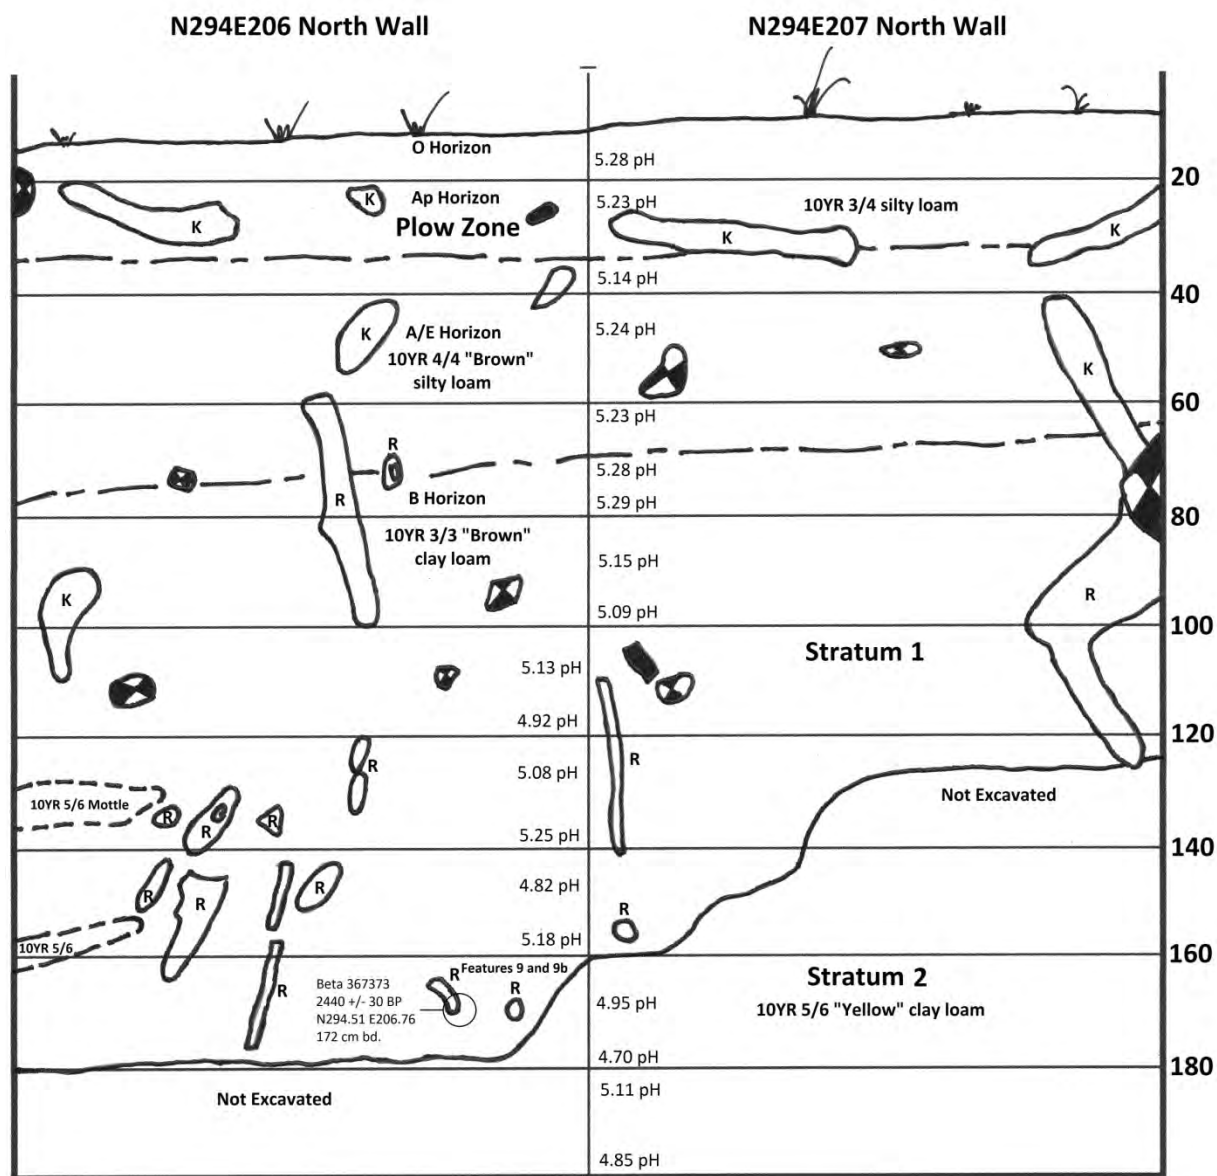 N294E206 North Wall
N294E207 North Wall
O Horizon
5.28 pH
20
K
K
Ap Horizon
Plow Zone
5.23 pH
10YR 3/4 silty loam
K
K
5.14 pH
40
K
A/E Horizon
10YR 4/4 "Brown"
silty loam
5.24 pH
K
5.23 pH
60
R
R
B Horizon
5.28 pH
5.29 pH
80
10YR 3/3 "Brown"
clay loam
5.15 pH
K
5.09 pH
R
100
5.13 pH
Stratum 1
4.92 pH
120
R
5.08 pH
R
10YR 5/6 Mottle
R
R
R
5.25 pH
Not Excavated
140
R
R
R
4.82 pH
R
10YR 5/6
5.18 pH
160
R
Beta 367373
2440 +/- 30 BP
N294.51 E206.76
172 cm bd.
R
Features 9 and 9b
R
4.95 pH
Stratum 2
10YR 5/6 "Yellow" clay loam
4.70 pH
180
Not Excavated
5.11 pH
4.85 pH